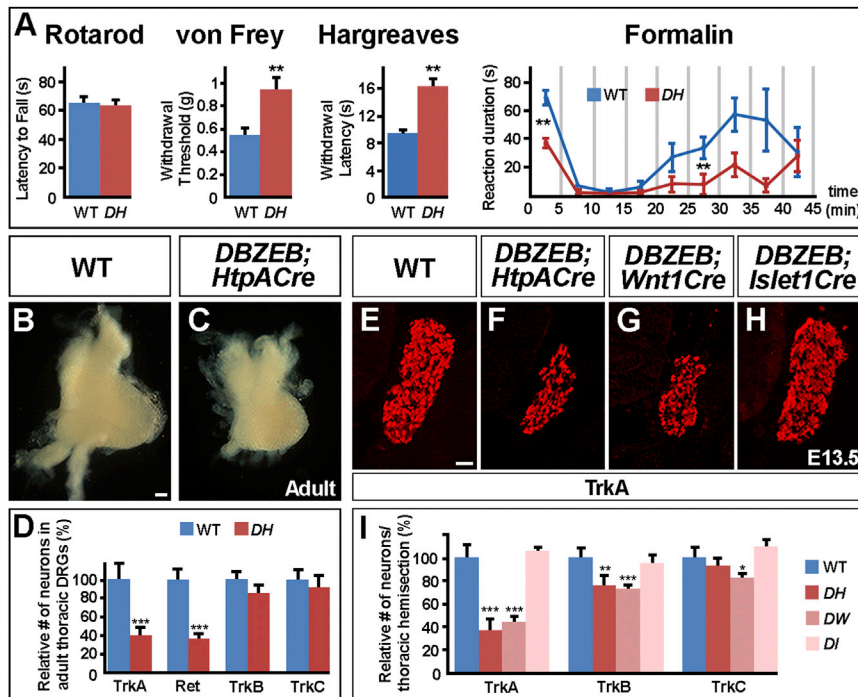 A
Rotarod
von Frey
Hargreaves
Formalin
Latency to Fall (s)
80
60
40
20
WT DH
Withdrawal
Threshold (g)
1
0.8
0.6
0.4
0.2
**
WT DH
Withdrawal
Latency (s)
16
12
8
4
**
WT DH
Reaction duration (s)
80
60
40
20
WT DH
**
**
0 5 10 15 20 25 30 35 40 45
time
(min)
WT
DBZEB;
HtpACre
WT
DBZEB;
HtpACre
DBZEB;
Wnt1Cre
DBZEB;
Islet1Cre
B
C
Adult
E
F
G
H
E13.5
TrkA
D
WT DH
Relative # of neurons in
adult thoracic DRGs (%)
100
80
60
40
20
0
***
***
TrkA Ret TrkB TrkC
I
Relative # of neurons/
thoracic hemisection (%)
100
80
60
40
20
0
*** ***
** ***
*
TrkA TrkB TrkC
WT
DH
DW
DI